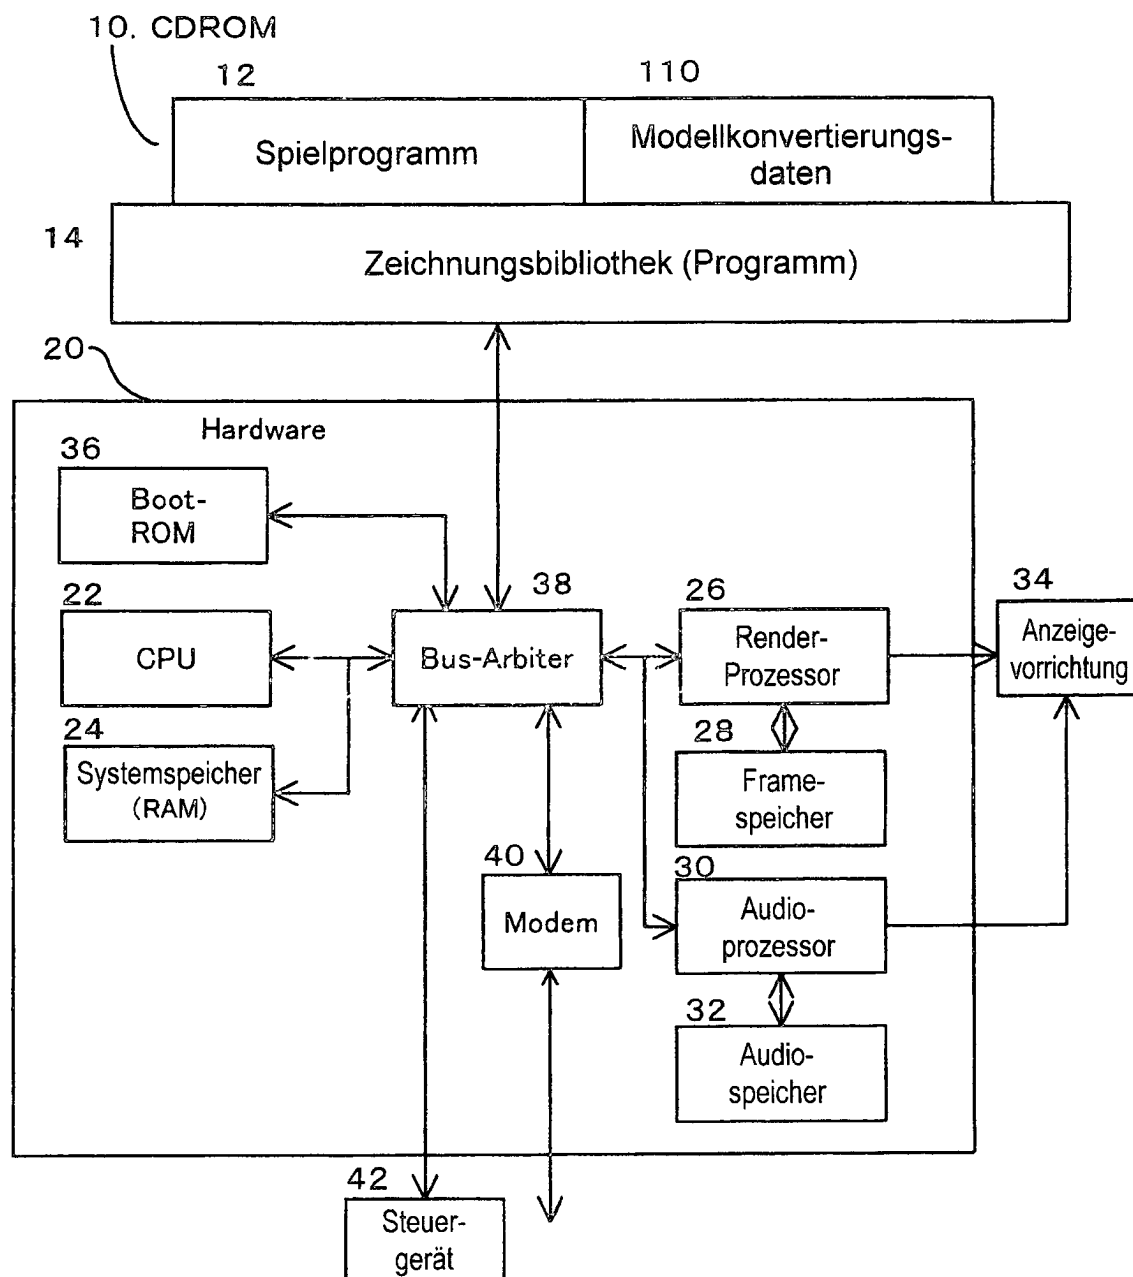 10. CDROM
12
110
Spielprogramm
Modellkonvertierungs-
daten
14
Zeichnungsbibliothek (Programm)
20
Hardware
36
Boot-
ROM
38
22
CPU
Bus-Arbiter
26
Render-
Prozessor
34
Anzeige-
vorrichtung
24
Systemspeicher
(RAM)
28
Frame-
speicher
40
Modem
30
Audio-
prozessor
32
Audio-
speicher
42
Steuer-
gerät